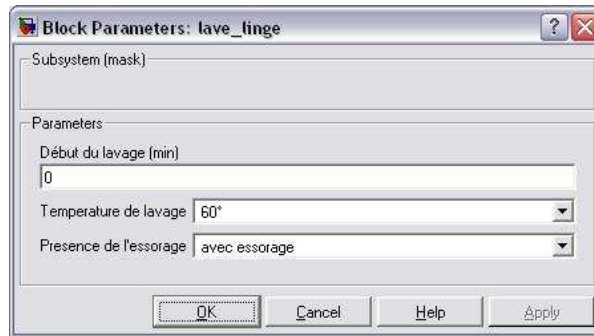 Block Parameters: lave_linge
?
Subsystem (mask)
Parameters
Début du lavage (min)
0
Temperature de lavage 60°
Presence de l'essorage avec essorage
OK Cancel Help Apply